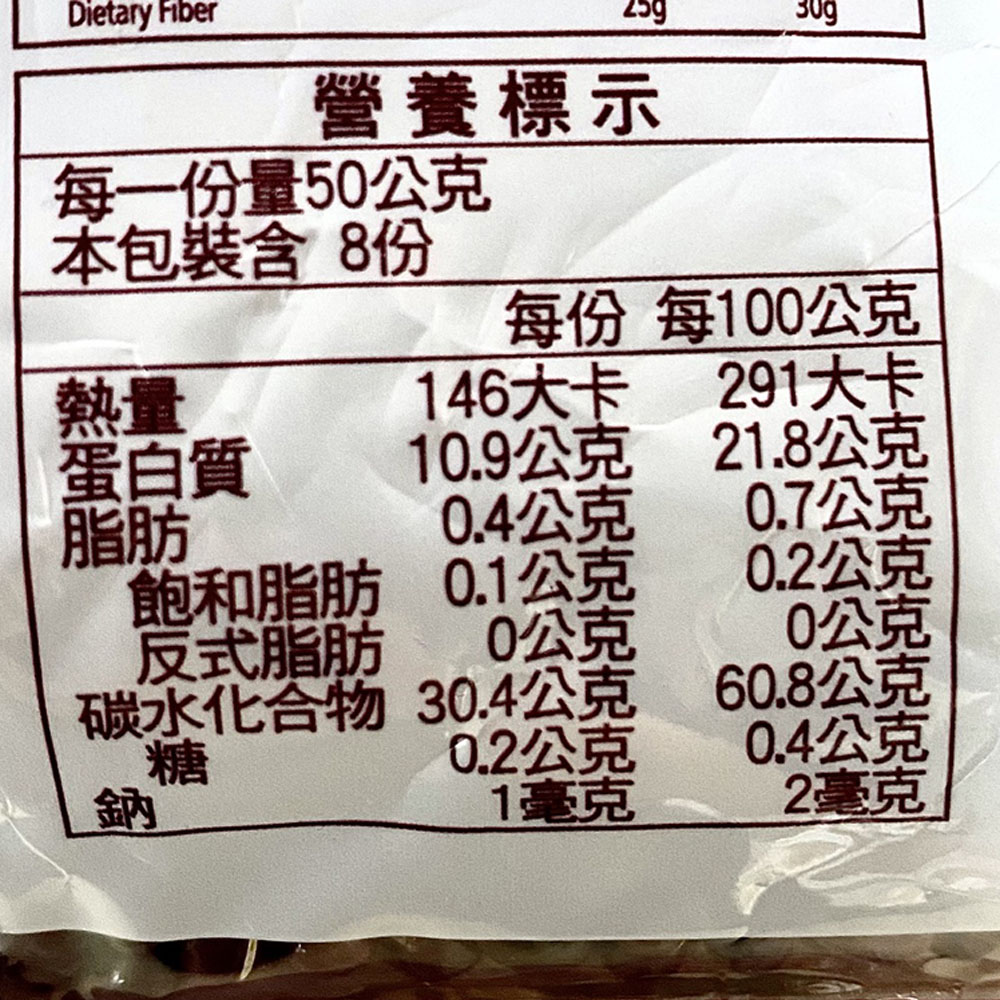 Dietary Fiber 25g 30g
營養標示
每一份量50公克
本包裝含 8份
每份 每100公克
熱量 146大卡 291大卡
蛋白質 10.9公克 21.8公克
脂肪 0.4公克 0.7公克
飽和脂肪 0.1公克 0.2公克
反式脂肪 0公克 0公克
碳水化合物 30.4公克 60.8公克
糖 0.2公克 0.4公克
鈉 1毫克 2毫克